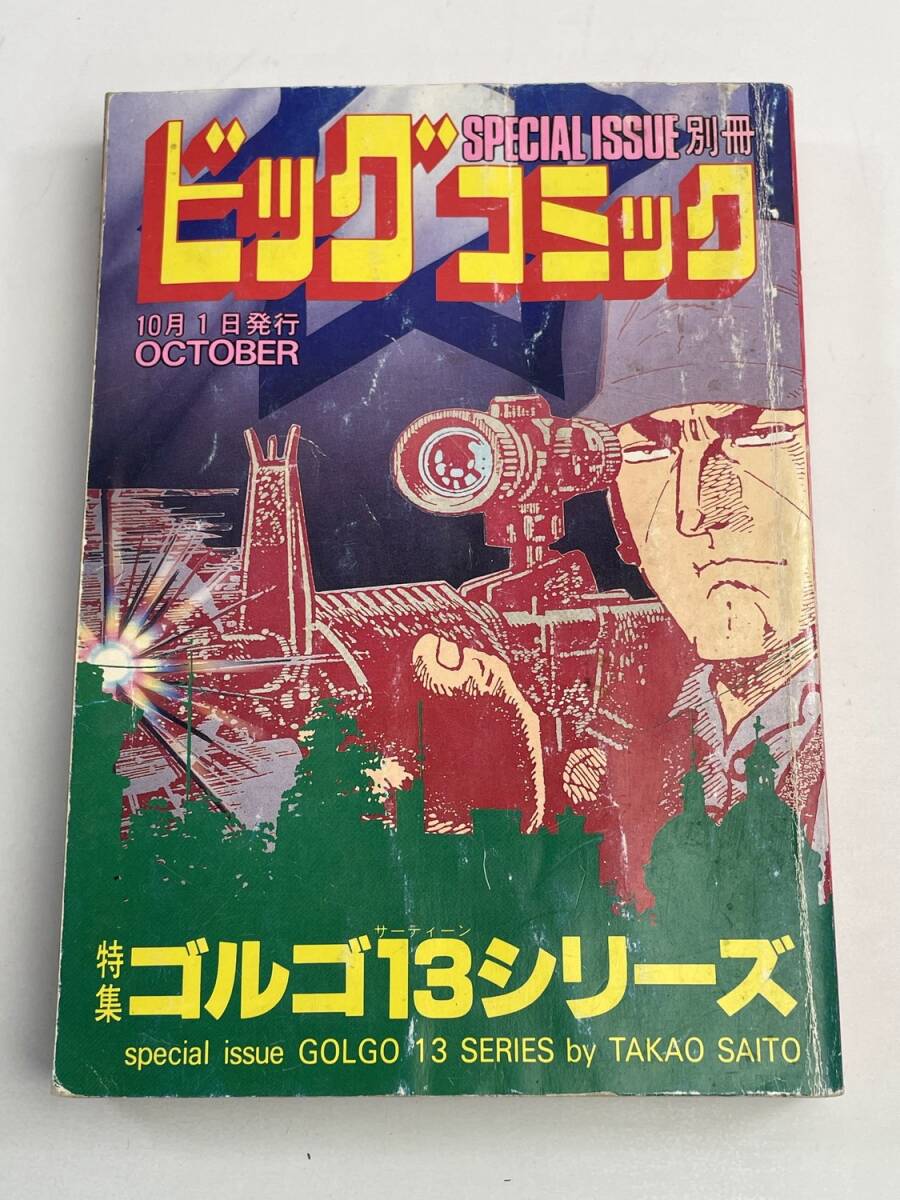 SPECIAL ISSUE 別冊
ビッグコミック
10月1日発行
OCTOBER
特集
サーティーン
ゴルゴ13シリーズ
special issue GOLGO 13 SERIES by TAKAO SAITO